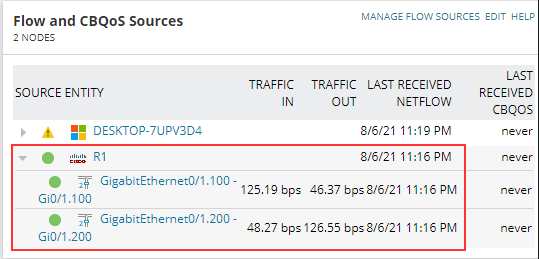 Flow and CBQoS Sources
MANAGE FLOW SOURCES EDIT HELP
2 NODES
SOURCE ENTITY TRAFFIC IN TRAFFIC OUT LAST RECEIVED NETFLOW LAST RECEIVED CBQOS
DESKTOP-7UPV3D4 8/6/21 11:19 PM never
CISCO R1 8/6/21 11:16 PM never
GigabitEthernet0/1.100 - Gi0/1.100 125.19 bps 46.37 bps 8/6/21 11:16 PM never
GigabitEthernet0/1.200 - Gi0/1.200 48.27 bps 126.55 bps 8/6/21 11:16 PM never